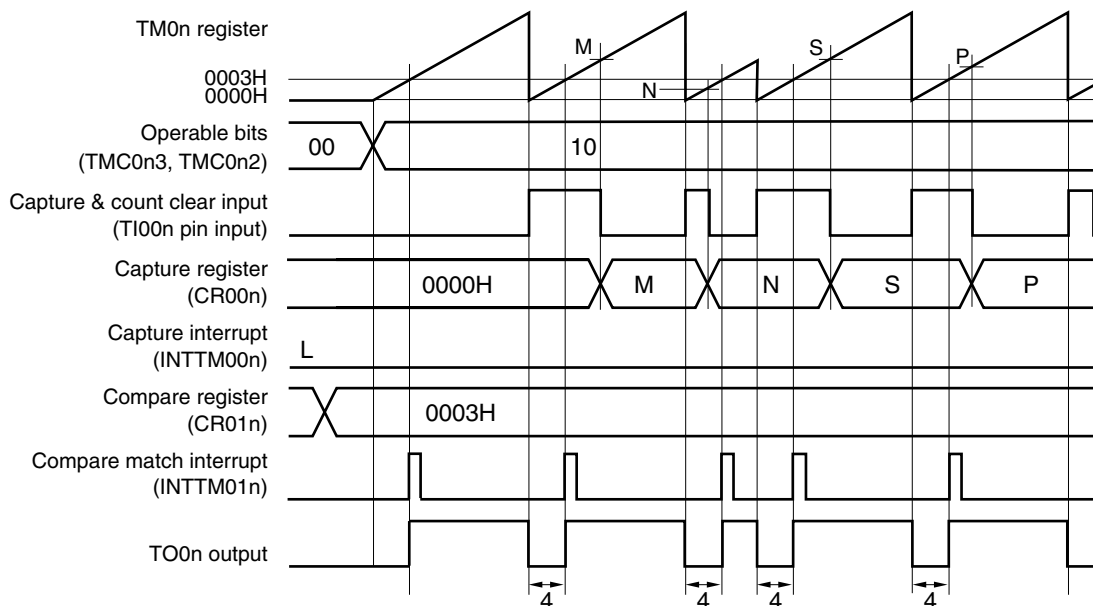 TM0n register
M
S
P
0003H
0000H
N
Operable bits
(TMC0n3, TMC0n2)
00
10
Capture & count clear input
(TI00n pin input)
Capture register
(CR00n)
0000H
M
N
S
P
Capture interrupt
(INTTM00n)
L
Compare register
(CR01n)
0003H
Compare match interrupt
(INTTM01n)
TO0n output
4
4
4
4